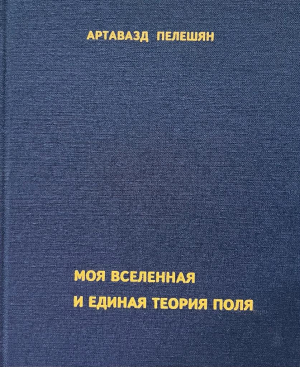 АРТАВАЗД ПЕЛЕШЯН
МОЯ ВСЕЛЕННАЯ
И ЕДИНАЯ ТЕОРИЯ ПОЛЯ